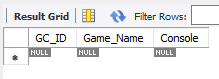 Result Grid Filter Rows:
GC_ID Game_Name Console
NULL NULL NULL